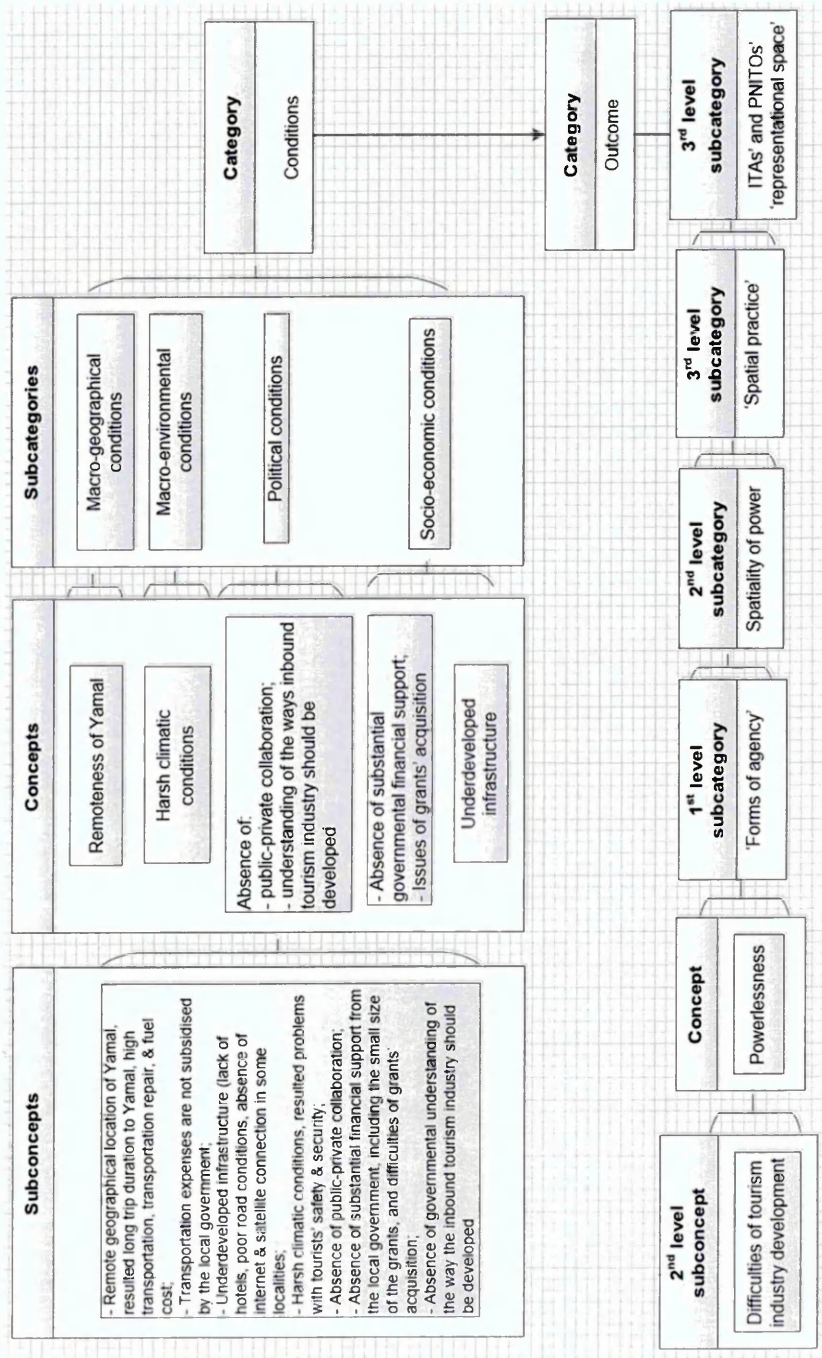 Subconcepts
- Remote geographical location of Yamal,
resulted long trip duration to Yamal, high
transportation, transportation repair, & fuel
cost;
- Transportation expenses are not subsidised
by the local government;
- Underdeveloped infrastructure (lack of
hotels, poor road conditions, absence of
internet & satellite connection in some
localities;
- Harsh climatic conditions, resulted problems
with tourists' safety & security;
- Absence of public-private collaboration;
- Absence of substantial financial support from
the local government, including the small size
of the grants, and difficulties of grants'
acquisition;
- Absence of governmental understanding of
the way the inbound tourism industry should
be developed
Concepts
Remoteness of Yamal
Harsh climatic
conditions
Absence of:
- public-private collaboration;
- understanding of the ways inbound
tourism industry should be
developed
- Absence of substantial
governmental financial support;
- Issues of grants' acquisition
Underdeveloped
infrastructure
Subcategories
Macro-geographical
conditions
Macro-environmental
conditions
Political conditions
Socio-economic conditions
Category
Conditions
Category
Outcome
2nd level
subconcept
Difficulties of tourism
industry development
Concept
Powerlessness
1st level
subcategory
'Forms of agency'
2nd level
subcategory
Spatiality of power
3rd level
subcategory
'Spatial practice'
3rd level
subcategory
ITAs' and PNITOs'
'representational space'